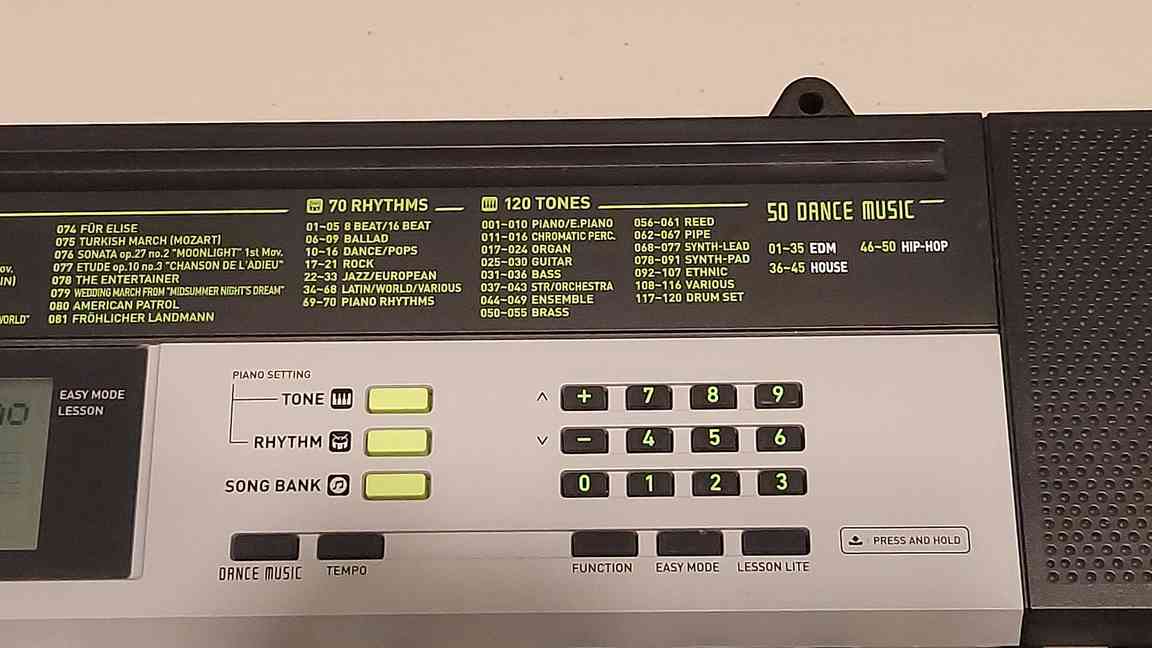 074 FÜR ELISE
075 TURKISH MARCH (MOZART)
076 SONATA op.27 no.2 "MOONLIGHT" 1st Mov.
077 ETUDE op.10 no.3 "CHANSON DE L'ADIEU"
078 THE ENTERTAINER
079 WEDDING MARCH FROM "MIDSUMMER NIGHT'S DREAM"
080 AMERICAN PATROL
081 FRÖHLICHER LANDMANN
70 RHYTHMS
01-05 8 BEAT/16 BEAT
06-09 BALLAD
10-16 DANCE/POPS
17-21 ROCK
22-33 JAZZ/EUROPEAN
34-68 LATIN/WORLD/VARIOUS
69-70 PIANO RHYTHMS
120 TONES
001-010 PIANO/E.PIANO
011-016 CHROMATIC PERC.
017-024 ORGAN
025-030 GUITAR
031-036 BASS
037-043 STR/ORCHESTRA
044-049 ENSEMBLE
050-055 BRASS
056-061 REED
062-067 PIPE
068-077 SYNTH-LEAD
078-091 SYNTH-PAD
092-107 ETHNIC
108-116 VARIOUS
117-120 DRUM SET
50 DANCE MUSIC
01-35 EDM
36-45 HOUSE
46-50 HIP-HOP
EASY MODE
LESSON
PIANO SETTING
TONE
RHYTHM
SONG BANK
+ 7 8 9
- 4 5 6
0 1 2 3
DANCE MUSIC
TEMPO
FUNCTION
EASY MODE
LESSON LITE
PRESS AND HOLD